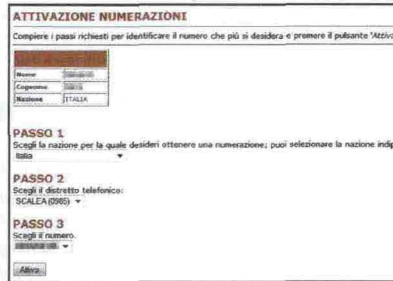 ATTIVAZIONE NUMERAZIONI
Compiere i passi richiesti per identificare il numero che più si desidera e premere il pulsante "Attiva
Nome
Cognome
Nazione ITALIA
PASSO 1
Scegli la nazione per la quale desideri ottenere una numerazione; puoi selezionare la nazione indip
Italia
PASSO 2
Scegli il distretto telefonico:
SCALEA (0985)
PASSO 3
Scegli il numero.
Attiva